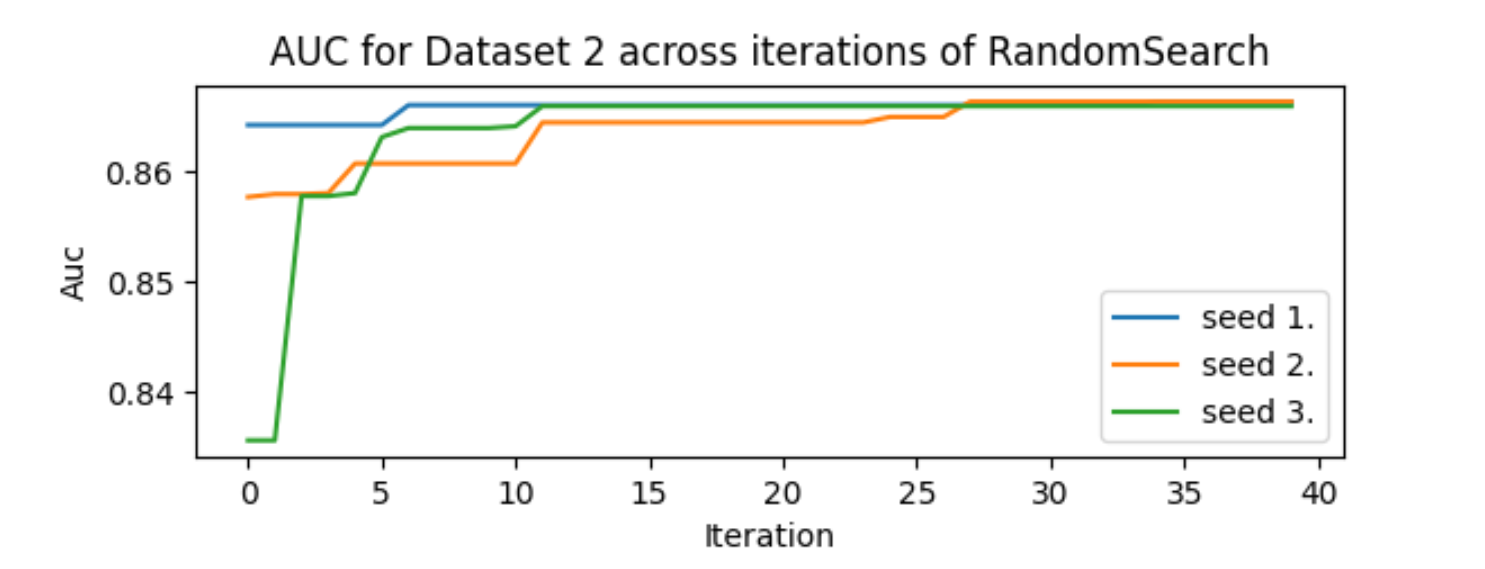 AUC for Dataset 2 across iterations of RandomSearch
0.86
0.85
0.84
Auc
seed 1.
seed 2.
seed 3.
0 5 10 15 20 25 30 35 40
Iteration